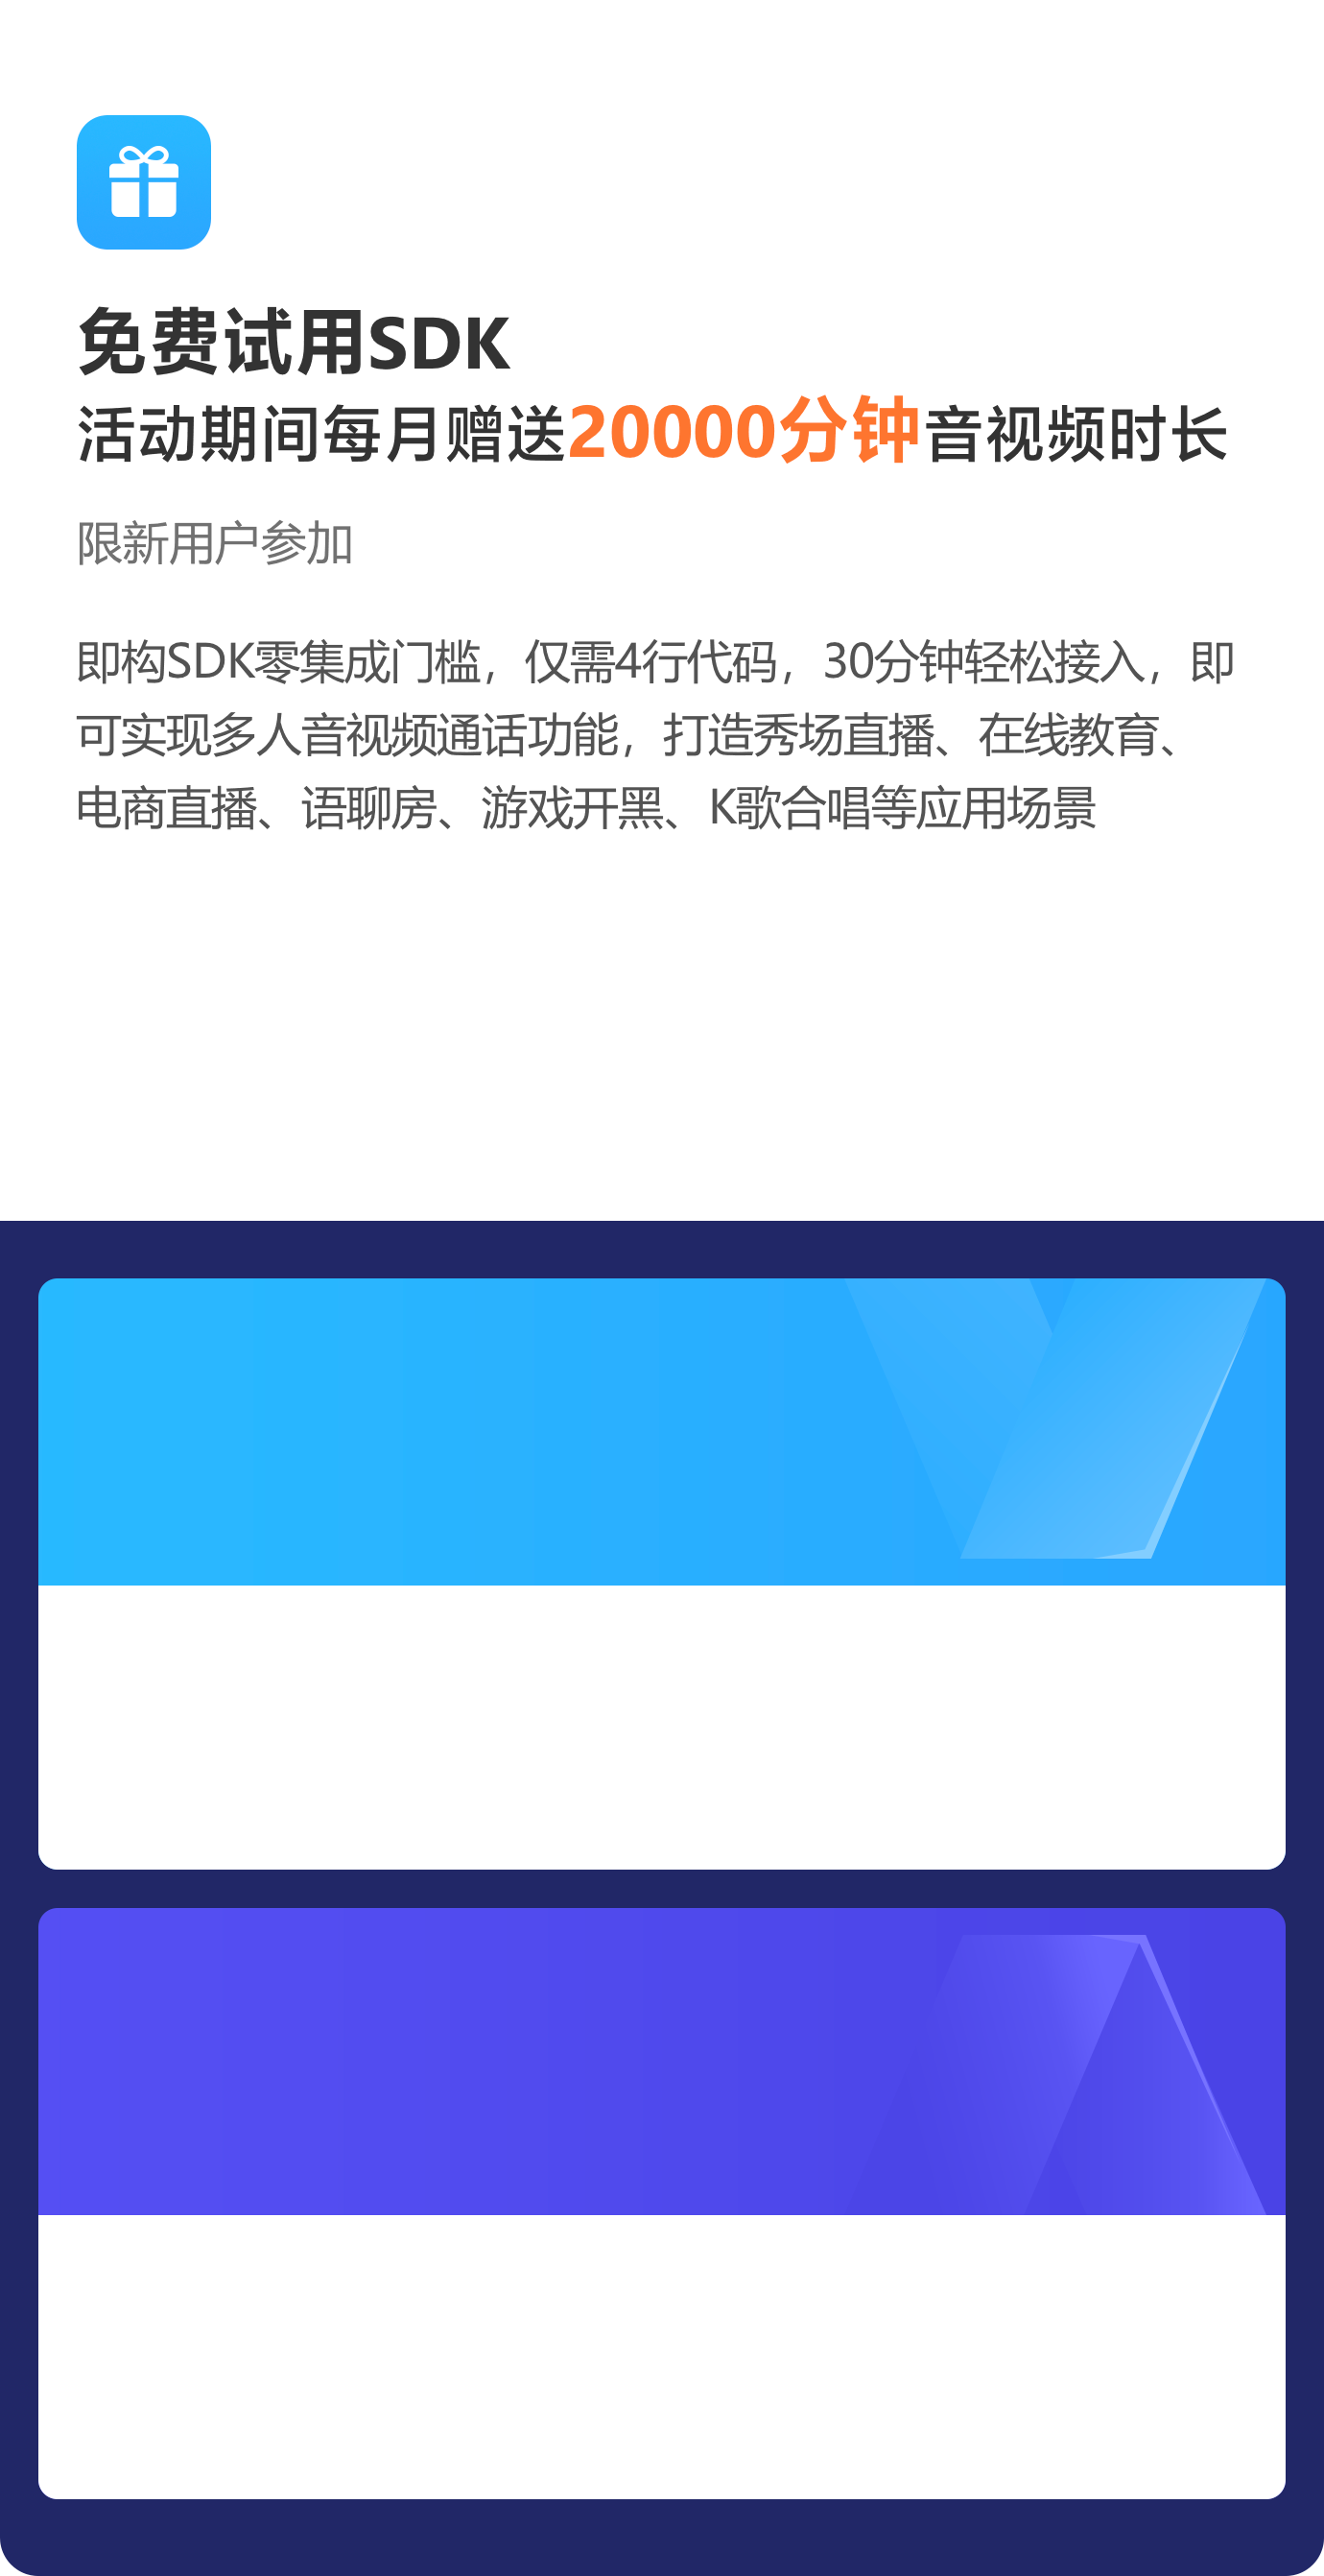 免费试用SDK
活动期间每月赠送20000分钟音视频时长
限新用户参加
即构SDK零集成门槛，仅需4行代码，30分钟轻松接入，即
可实现多人音视频通话功能，打造秀场直播、在线教育、
电商直播、语聊房、游戏开黑、K歌合唱等应用场景